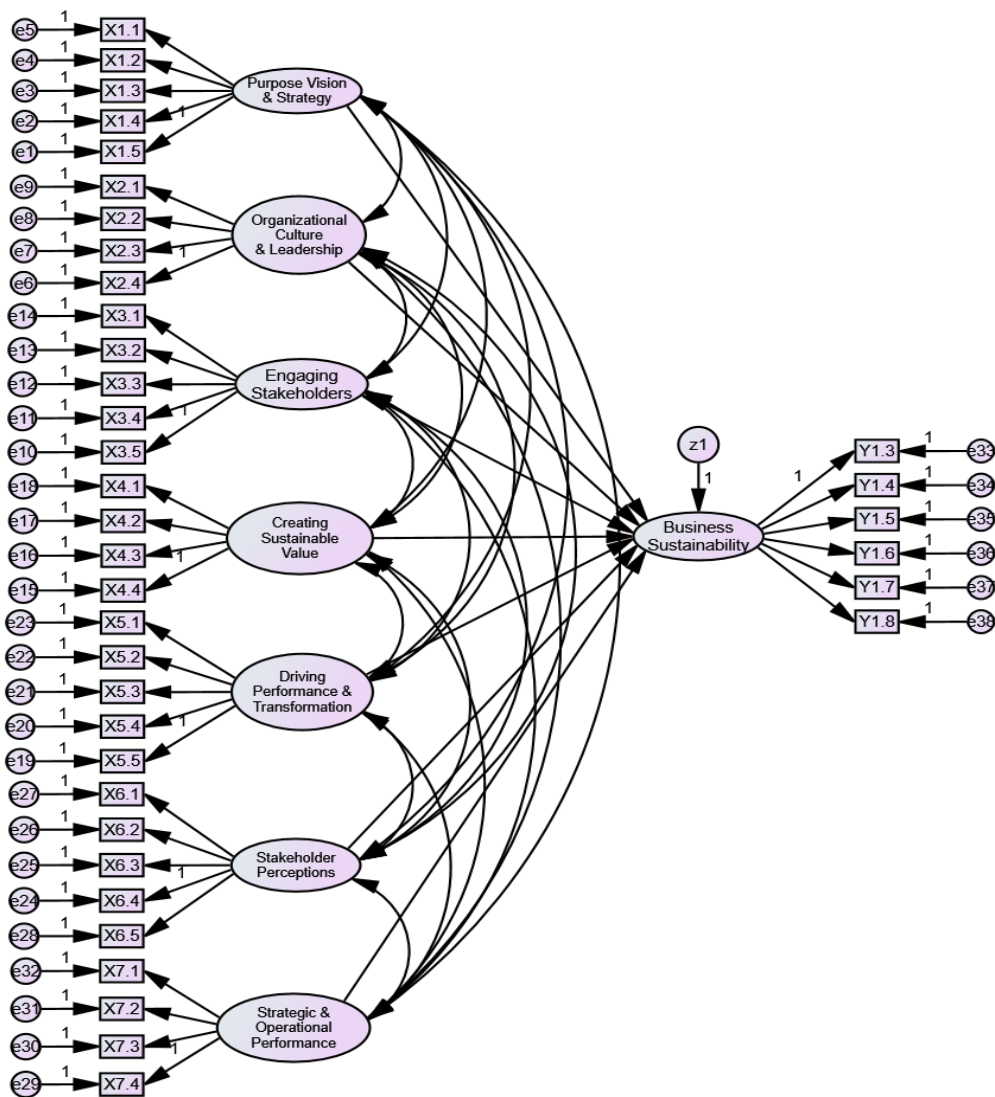 e5 1 X1.1
e4 1 X1.2
e3 1 X1.3
e2 1 X1.4 1
e1 1 X1.5
Purpose Vision
& Strategy
e9 1 X2.1
e8 1 X2.2
e7 1 X2.3 1
e6 1 X2.4
Organizational
Culture
& Leadership
e14 1 X3.1
e13 1 X3.2
e12 1 X3.3
e11 1 X3.4 1
e10 1 X3.5
Engaging
Stakeholders
e18 1 X4.1
e17 1 X4.2
e16 1 X4.3 1
e15 1 X4.4
Creating
Sustainable
Value
e23 1 X5.1
e22 1 X5.2
e21 1 X5.3
e20 1 X5.4 1
e19 1 X5.5
Driving
Performance &
Transformation
e27 1 X6.1
e26 1 X6.2
e25 1 X6.3 1
e24 1 X6.4
e28 1 X6.5
Stakeholder
Perceptions
e32 1 X7.1
e31 1 X7.2
e30 1 X7.3 1
e29 1 X7.4
Strategic &
Operational
Performance
z1
1
Business
Sustainability
1 Y1.3 1 e33
Y1.4 1 e34
Y1.5 1 e35
Y1.6 1 e36
Y1.7 1 e37
Y1.8 1 e38